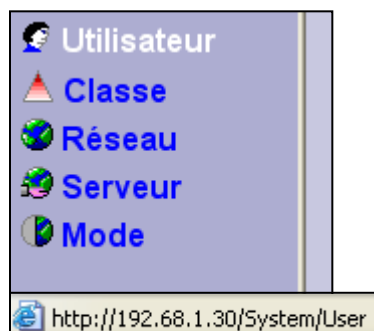 Utilisateur
Classe
Réseau
Serveur
Mode
http://192.68.1.30/System/User